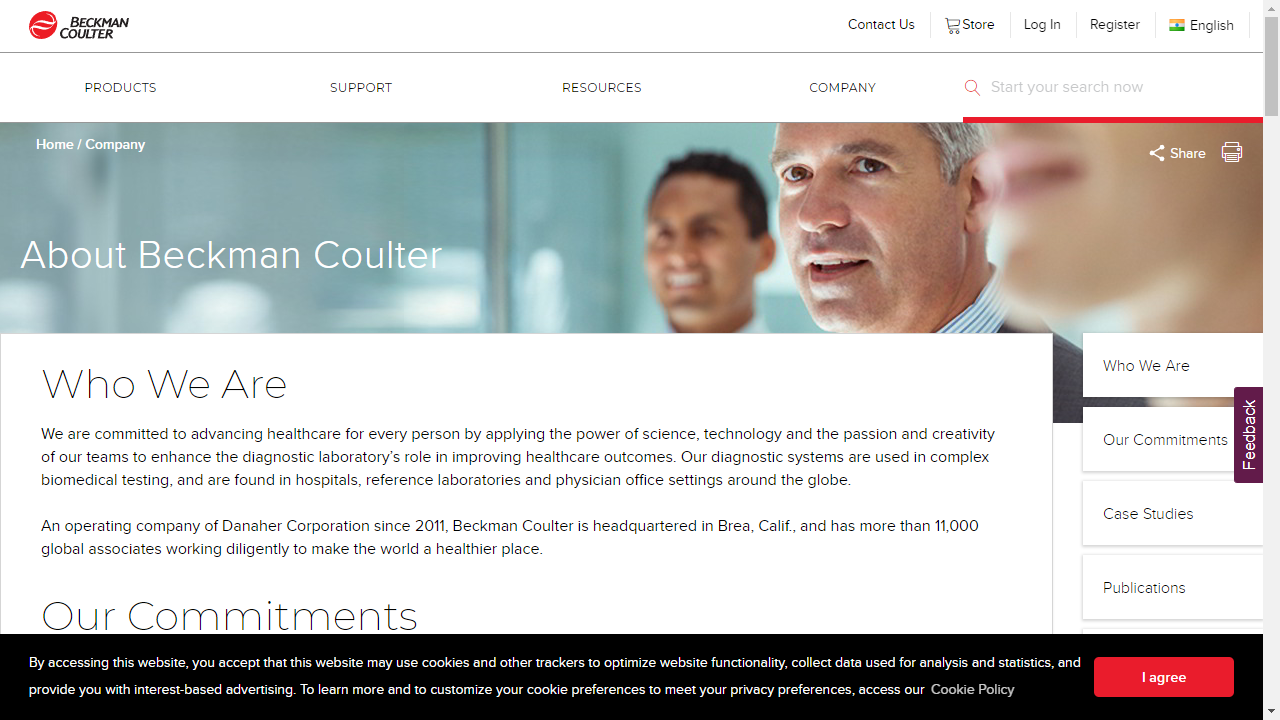 BECKMAN
COULTER
Contact Us
Store
Log In
Register
English
PRODUCTS
SUPPORT
RESOURCES
COMPANY
Start your search now
Home / Company
Share
About Beckman Coulter
Who We Are
We are committed to advancing healthcare for every person by applying the power of science, technology and the passion and creativity
of our teams to enhance the diagnostic laboratory’s role in improving healthcare outcomes. Our diagnostic systems are used in complex
biomedical testing, and are found in hospitals, reference laboratories and physician office settings around the globe.
An operating company of Danaher Corporation since 2011, Beckman Coulter is headquartered in Brea, Calif., and has more than 11,000
global associates working diligently to make the world a healthier place.
Our Commitments
Who We Are
Our Commitments
Case Studies
Publications
Feedback
By accessing this website, you accept that this website may use cookies and other trackers to optimize website functionality, collect data used for analysis and statistics, and
provide you with interest-based advertising. To learn more and to customize your cookie preferences to meet your privacy preferences, access our Cookie Policy
I agree